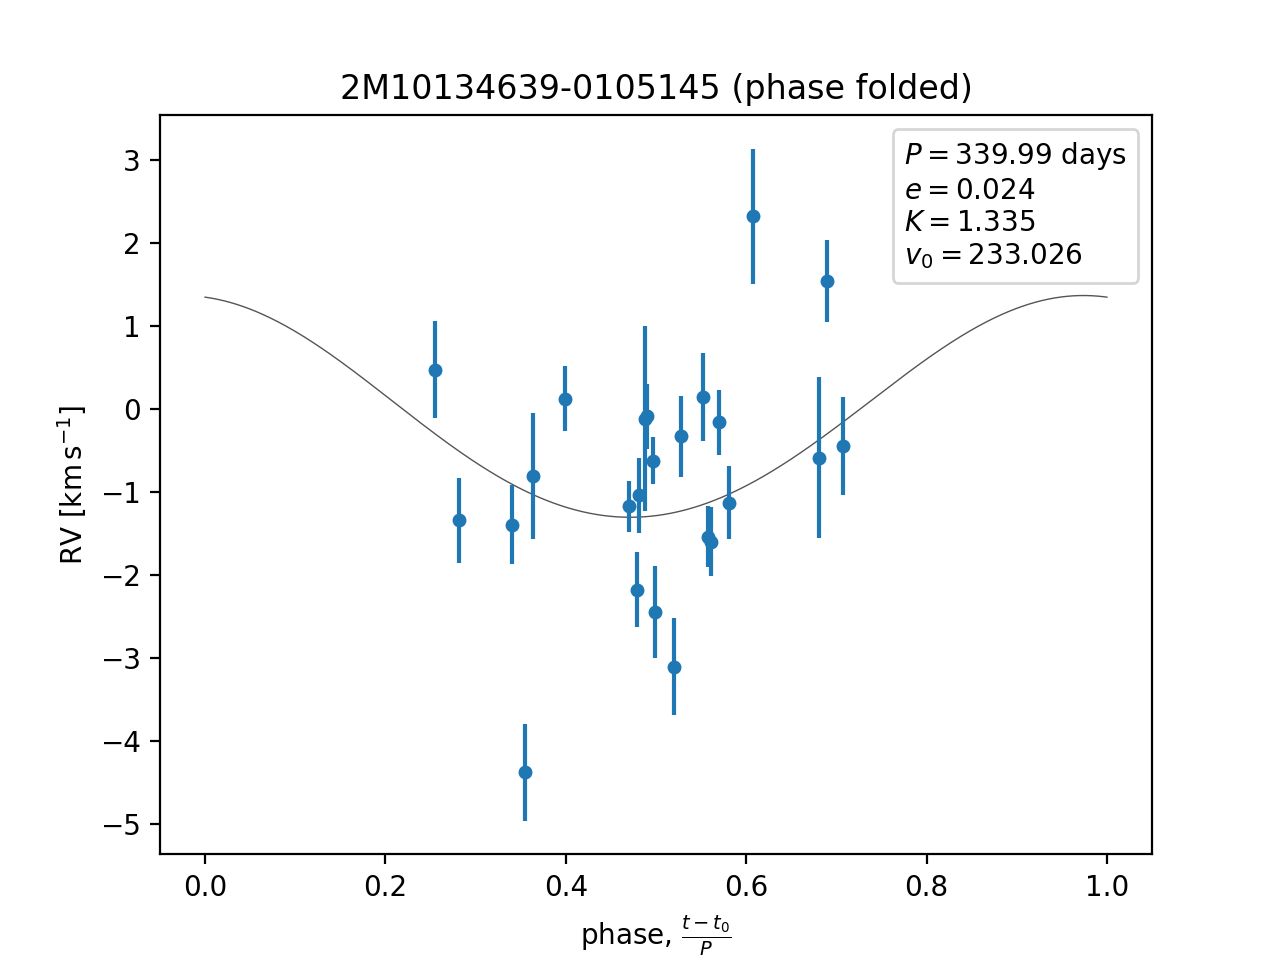 2M10134639-0105145 (phase folded)
P = 339.99 days
e = 0.024
K = 1.335
v₀ = 233.026
3
2
1
0
−1
−2
−3
−4
−5
RV [km s⁻¹]
0.0 0.2 0.4 0.6 0.8 1.0
phase, (t − t₀)/P